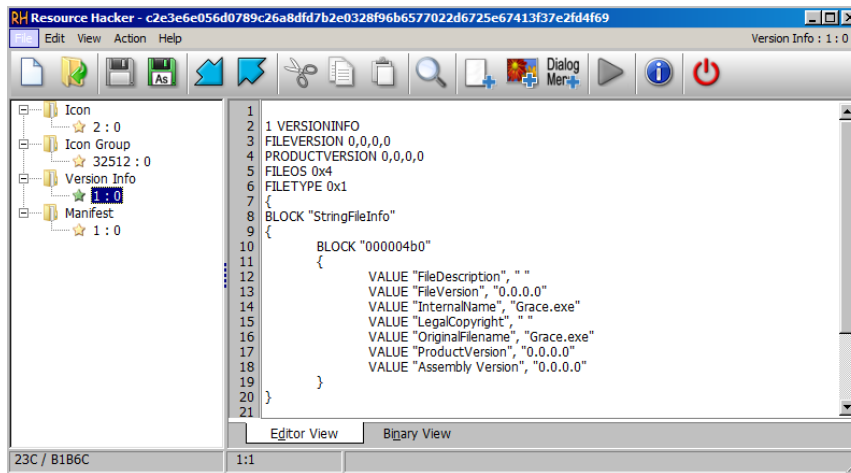 RH Resource Hacker - c2e3e6e056d0789c26a8dfd7b2e0328f96b6577022d6725e67413f37e2fd4f69
File Edit View Action Help
Version Info : 1 : 0
As
Dialog
Menu
Icon
2 : 0
Icon Group
32512 : 0
Version Info
1 : 0
Manifest
1 : 0
1
2 1 VERSIONINFO
3 FILEVERSION 0,0,0,0
4 PRODUCTVERSION 0,0,0,0
5 FILEOS 0x4
6 FILETYPE 0x1
7 {
8 BLOCK "StringFileInfo"
9 {
10 BLOCK "000004b0"
11 {
12 VALUE "FileDescription", " "
13 VALUE "FileVersion", "0.0.0.0"
14 VALUE "InternalName", "Grace.exe"
15 VALUE "LegalCopyright", " "
16 VALUE "OriginalFilename", "Grace.exe"
17 VALUE "ProductVersion", "0.0.0.0"
18 VALUE "Assembly Version", "0.0.0.0"
19 }
20 }
21
Editor View Binary View
23C / B1B6C
1:1